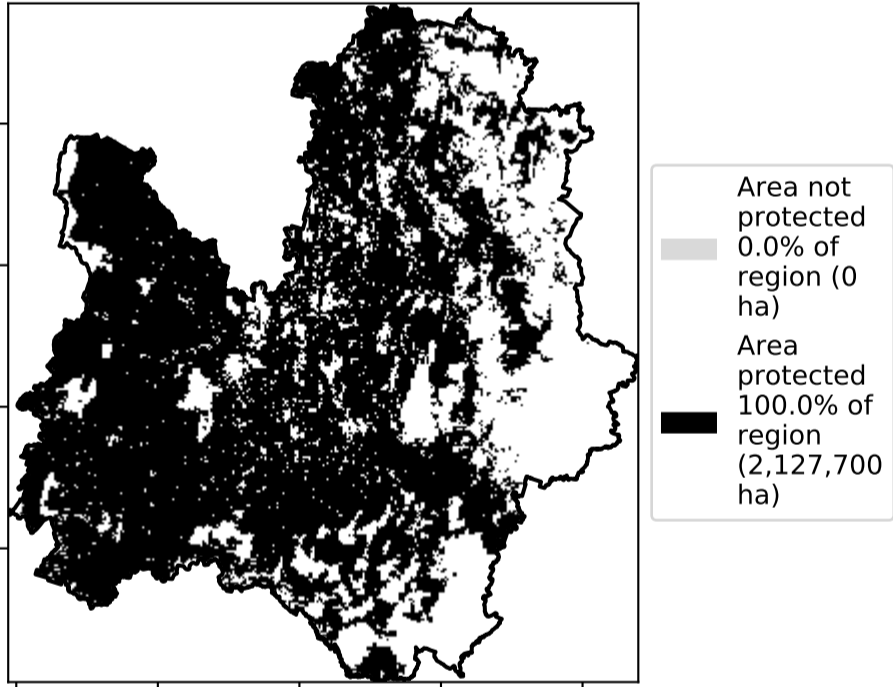 Area not
protected
0.0% of
region (0
ha)
Area
protected
100.0% of
region
(2,127,700
ha)